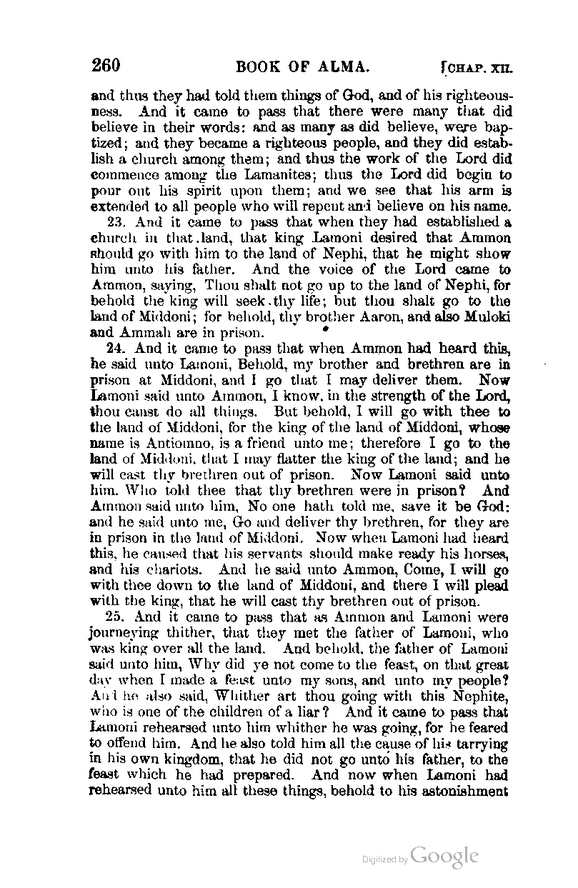 260 BOOK OF ALMA. [CHAP. XII.
and thus they had told them things of God, and of his righteous-
ness. And it came to pass that there were many that did
believe in their words: and as many as did believe, were bap-
tized; and they became a righteous people, and they did estab-
lish a church among them; and thus the work of the Lord did
commence among the Lamanites; thus the Lord did begin to
pour out his spirit upon them; and we see that his arm is
extended to all people who will repent and believe on his name.
23. And it came to pass that when they had established a
church in that land, that king Lamoni desired that Ammon
should go with him to the land of Nephi, that he might show
him unto his father. And the voice of the Lord came to
Ammon, saying, Thou shalt not go up to the land of Nephi, for
behold the king will seek thy life; but thou shalt go to the
land of Middoni; for behold, thy brother Aaron, and also Muloki
and Ammah are in prison.
24. And it came to pass that when Ammon had heard this,
he said unto Lamoni, Behold, my brother and brethren are in
prison at Middoni, and I go that I may deliver them. Now
Lamoni said unto Ammon, I know, in the strength of the Lord,
thou canst do all things. But behold, I will go with thee to
the land of Middoni, for the king of the land of Middoni, whose
name is Antiomno, is a friend unto me; therefore I go to the
land of Middoni, that I may flatter the king of the land; and he
will cast thy brethren out of prison. Now Lamoni said unto
him, Who told thee that thy brethren were in prison? And
Ammon said unto him, No one hath told me, save it be God:
and he said unto me, Go and deliver thy brethren, for they are
in prison in the land of Middoni. Now when Lamoni had heard
this, he caused that his servants should make ready his horses,
and his chariots. And he said unto Ammon, Come, I will go
with thee down to the land of Middoni, and there I will plead
with the king, that he will cast thy brethren out of prison.
25. And it came to pass that as Ammon and Lamoni were
journeying thither, that they met the father of Lamoni, who
was king over all the land. And behold, the father of Lamoni
said unto him, Why did ye not come to the feast, on that great
day when I made a feast unto my sons, and unto my people?
And he also said, Whither art thou going with this Nephite,
who is one of the children of a liar? And it came to pass that
Lamoni rehearsed unto him whither he was going, for he feared
to offend him. And he also told him all the cause of his tarrying
in his own kingdom, that he did not go unto his father, to the
feast which he had prepared. And now when Lamoni had
rehearsed unto him all these things, behold to his astonishment
Digitized by Google